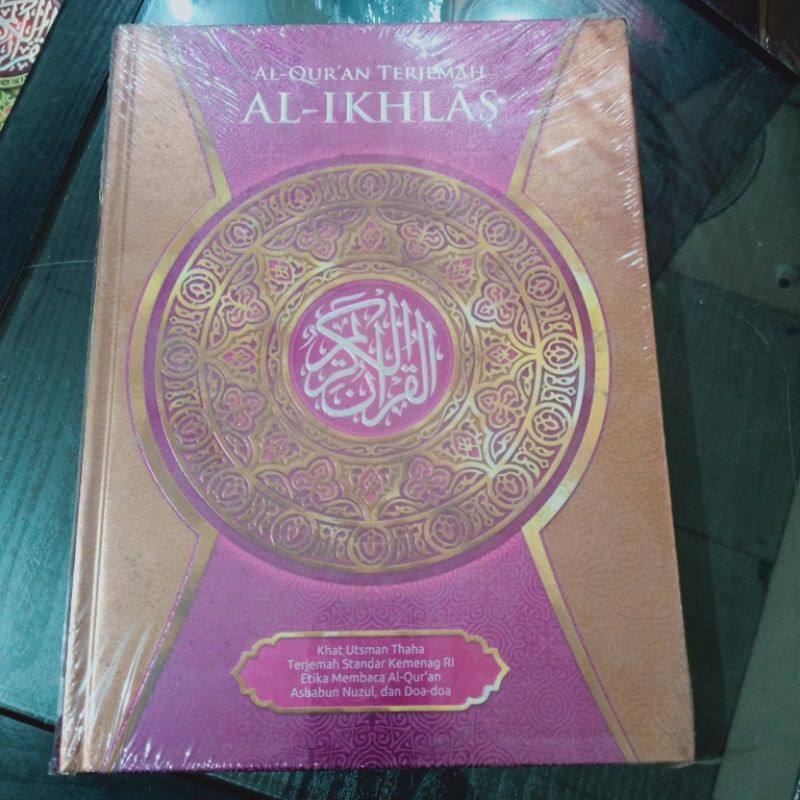 AL-QUR'AN TERJEMAH
AL-IKHLĀṢ
القرآن الكريم
Khat Utsman Thaha
Terjemah Standar Kemenag RI
Etika Membaca Al-Qur'an
Asbabun Nuzul, dan Doa-doa